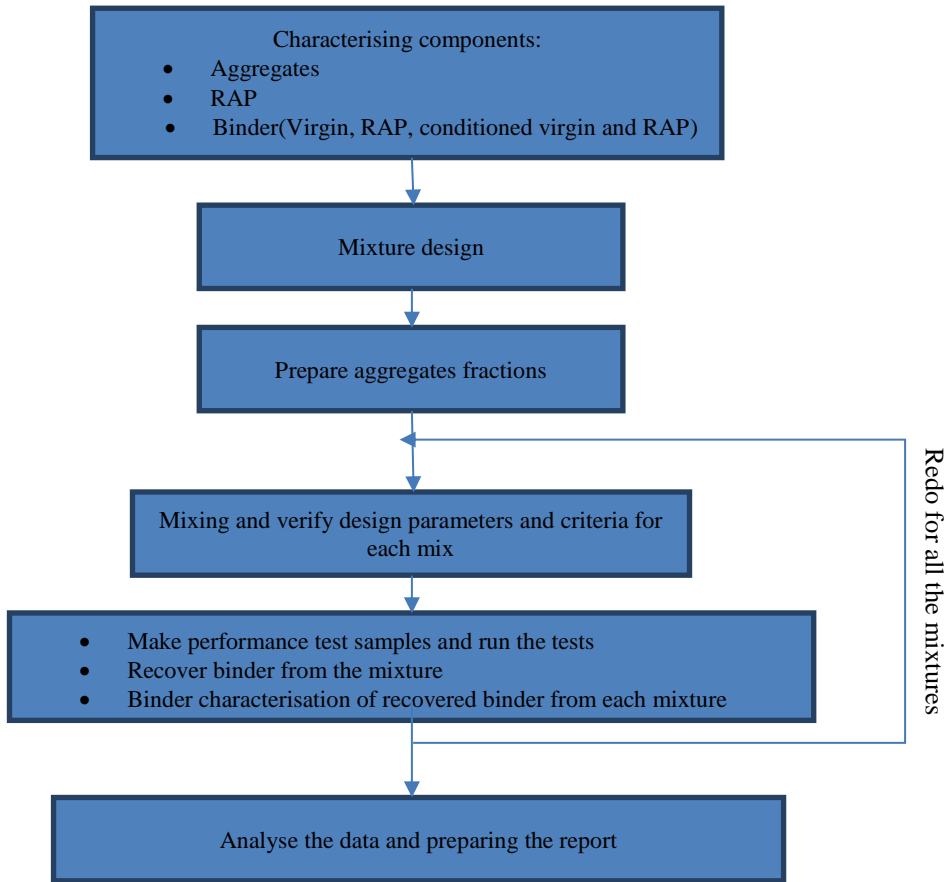 Characterising components:
• Aggregates
• RAP
• Binder(Virgin, RAP, conditioned virgin and RAP)
Mixture design
Prepare aggregates fractions
Mixing and verify design parameters and criteria for
each mix
• Make performance test samples and run the tests
• Recover binder from the mixture
• Binder characterisation of recovered binder from each mixture
Redo for all the mixtures
Analyse the data and preparing the report